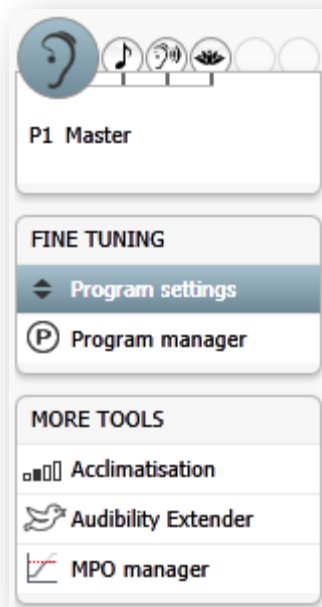 P1 Master
FINE TUNING
Program settings
P Program manager
MORE TOOLS
Acclimatisation
Audibility Extender
MPO manager